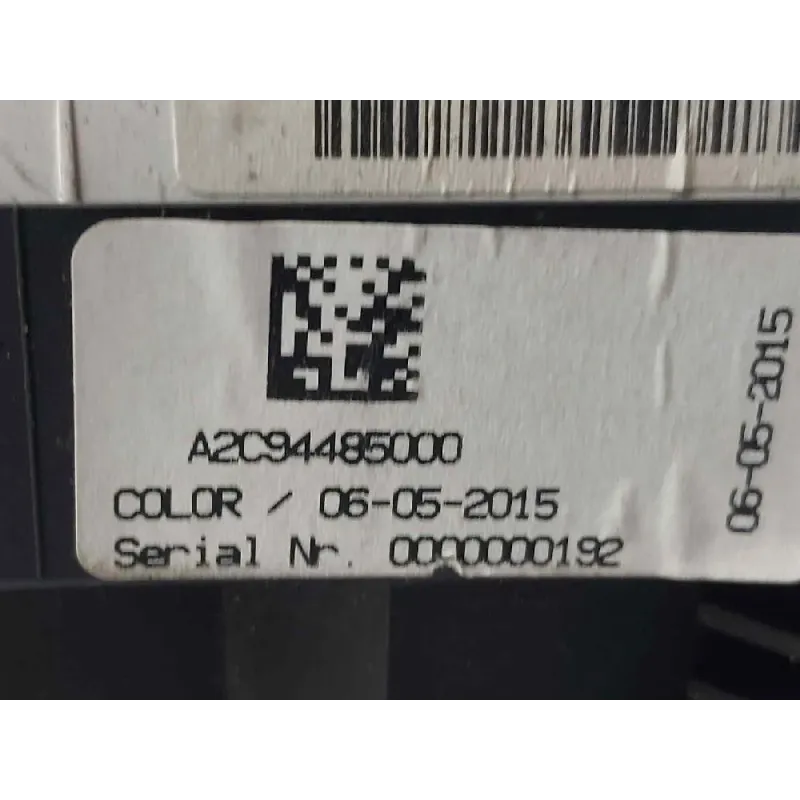 A2C94485000
COLOR / 06-05-2015
Serial Nr. 0000000192
06-05-2015